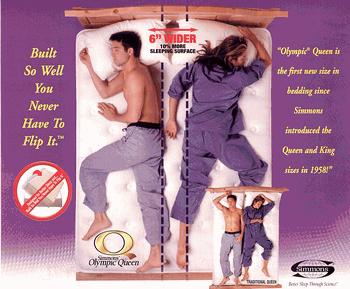 Built
So Well
You
Never
Have To
Flip It.™
6" WIDER
10% MORE
SLEEPING SURFACE
"Olympic® Queen is
the first new size in
bedding since
Simmons
introduced the
Queen and King
sizes in 1958!"
Simmons®
Olympic Queen
TRADITIONAL QUEEN
Simmons
Better Sleep Through Science®